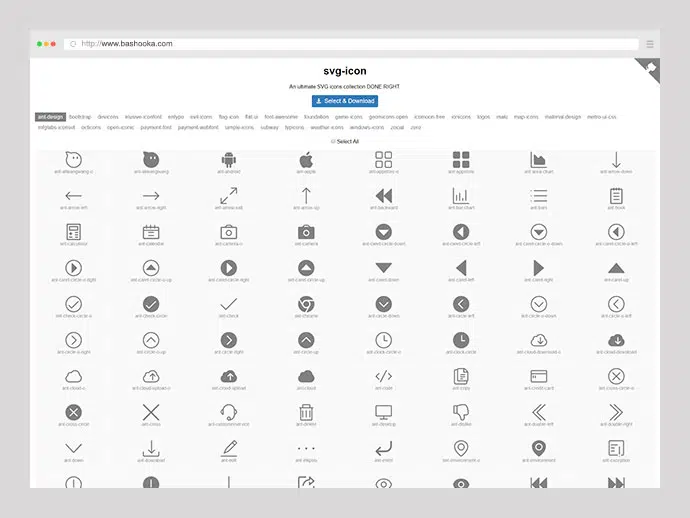 http://www.bashooka.com
svg-icon
An ultimate SVG icons collection DONE RIGHT
Select & Download
ant-design bootstrap devicons entypo evil-icons flag-icon flat-ui font-awesome foundation game-icons geomicons-open icomoon-free ionicons logos maki map-icons material-design metro-ui-css
octicons open-iconic payment-font payment-webfont simple-icons subway typicons weather-icons windows-icons zocial zero
Select All
ant-aliwangwang-o ant-aliwangwang ant-android ant-apple ant-appstore-o ant-appstore ant-area-chart ant-arrow-down
ant-arrow-left ant-arrow-right ant-arrow-salt ant-arrow-up ant-backward ant-bar-chart ant-bars ant-book
ant-calculator ant-calendar ant-camera-o ant-camera ant-caret-circle-down ant-caret-circle-left ant-caret-circle-o-down ant-caret-circle-o-left
ant-caret-circle-o-right ant-caret-circle-o-up ant-caret-circle-right ant-caret-circle-up ant-caret-down ant-caret-left ant-caret-right ant-caret-up
ant-check-circle-o ant-check-circle ant-check ant-chrome ant-circle-down ant-circle-left ant-circle-o-down ant-circle-o-left
ant-circle-o-right ant-circle-o-up ant-circle-right ant-circle-up ant-clock-circle-o ant-clock-circle ant-cloud-download-o ant-cloud-download
ant-cloud-o ant-cloud-upload-o ant-cloud-upload ant-cloud ant-code ant-copy ant-credit-card ant-cross-circle-o
ant-cross-circle ant-cross ant-customerservice ant-delete ant-desktop ant-dislike ant-double-left ant-double-right
ant-down ant-download ant-edit ant-ellipsis ant-enter ant-environment-o ant-environment ant-exception